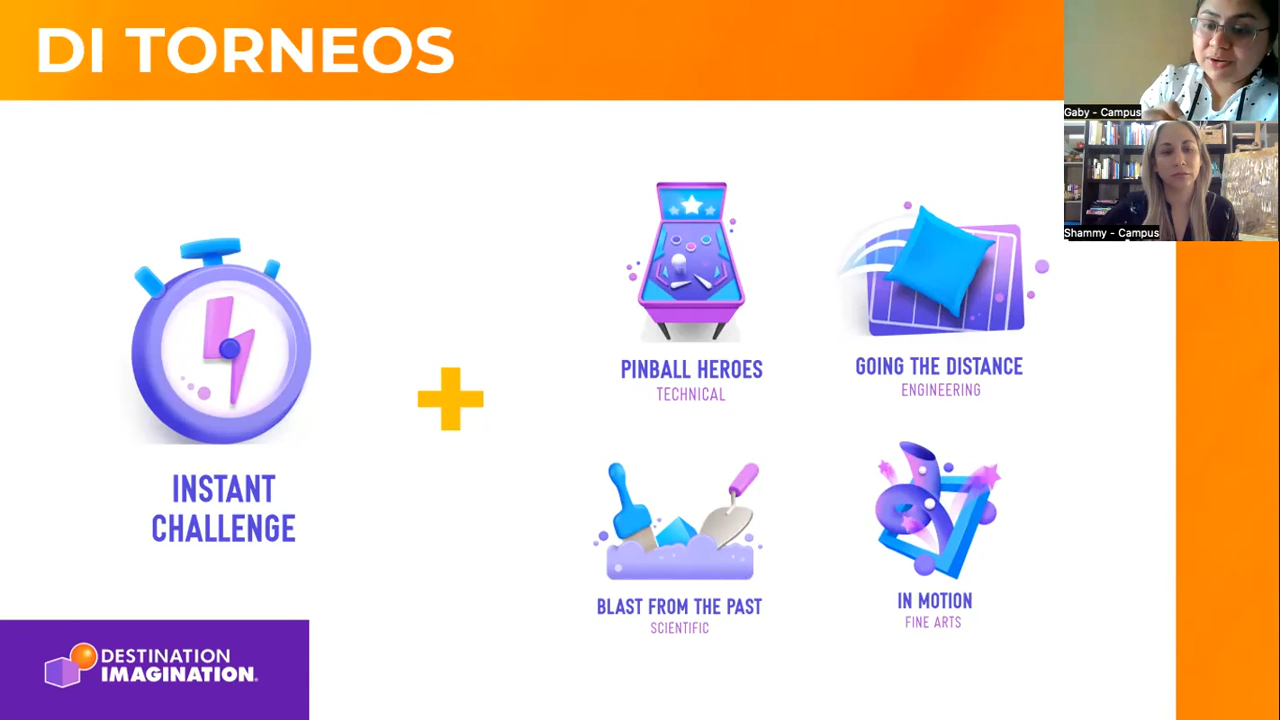 DI TORNEOS
Gaby - Campus
Shammy - Campus
INSTANT
CHALLENGE
PINBALL HEROES
TECHNICAL
GOING THE DISTANCE
ENGINEERING
BLAST FROM THE PAST
SCIENTIFIC
IN MOTION
FINE ARTS
DESTINATION
IMAGINATION.